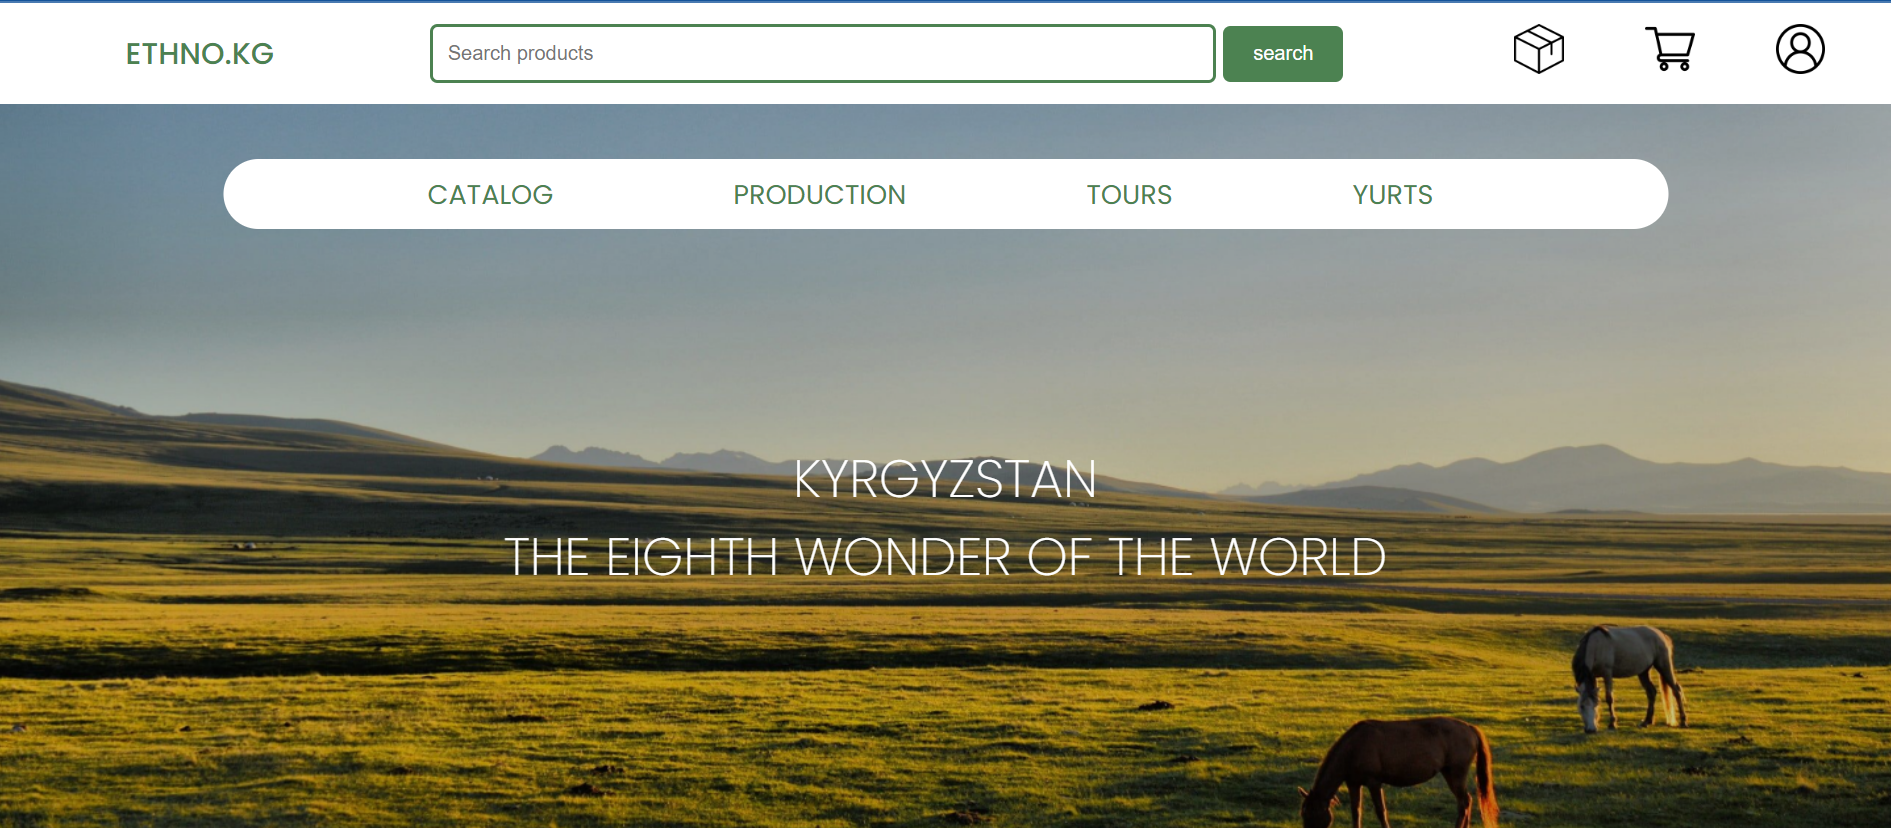 ETHNO.KG
Search products
search
CATALOG
PRODUCTION
TOURS
YURTS
KYRGYZSTAN
THE EIGHTH WONDER OF THE WORLD